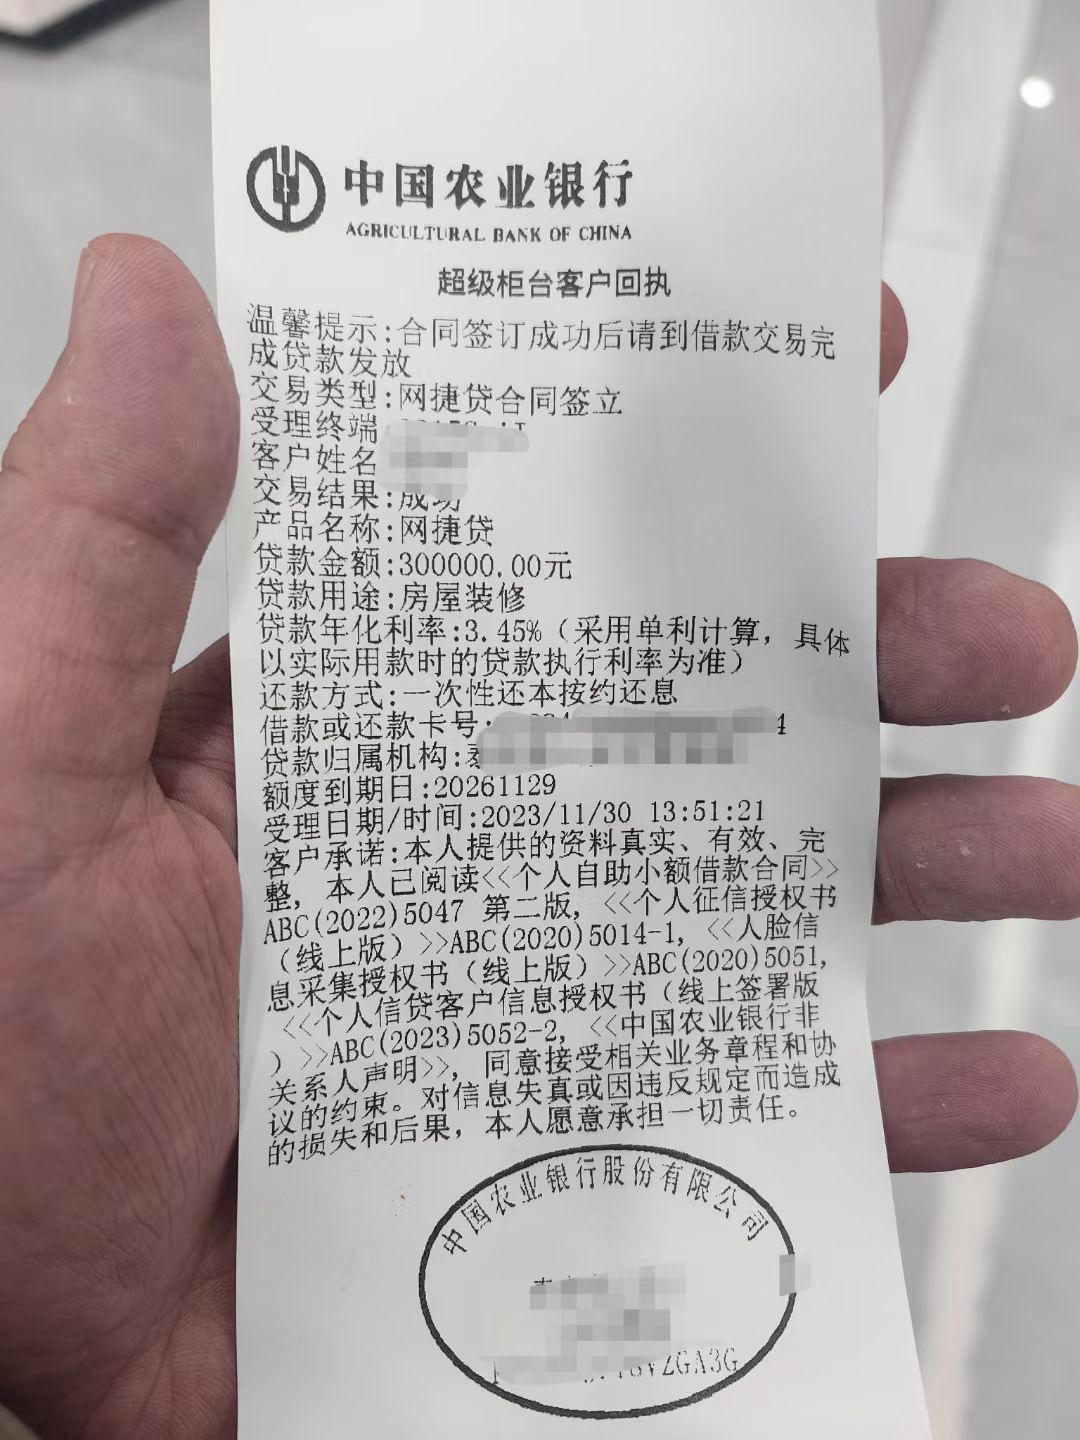 中国农业银行
AGRICULTURAL BANK OF CHINA
超级柜台客户回执
温馨提示:合同签订成功后请到借款交易完
成贷款发放
交易类型:网捷贷合同签立
受理终端
客户姓名
交易结果:成功
产品名称:网捷贷
贷款金额:300000.00元
贷款用途:房屋装修
贷款年化利率:3.45%（采用单利计算，具体
以实际用款时的贷款执行利率为准）
还款方式:一次性还本按约还息
借款或还款卡号: 4
贷款归属机构:
额度到期日:20261129
受理日期/时间:2023/11/30 13:51:21
客户承诺:本人提供的资料真实、有效、完
整，本人已阅读<<个人自助小额借款合同>>
ABC(2022)5047 第二版, <<个人征信授权书
（线上版）>>ABC(2020)5014-1, <<人脸信
息采集授权书（线上版）>>ABC(2020)5051,
<<个人信贷客户信息授权书（线上签署版
）>>ABC(2023)5052-2, <<中国农业银行非
关系人声明>>, 同意接受相关业务章程和协
议的约束。对信息失真或因违反规定而造成
的损失和后果，本人愿意承担一切责任。
中国农业银行股份有限公司
VZGA3G